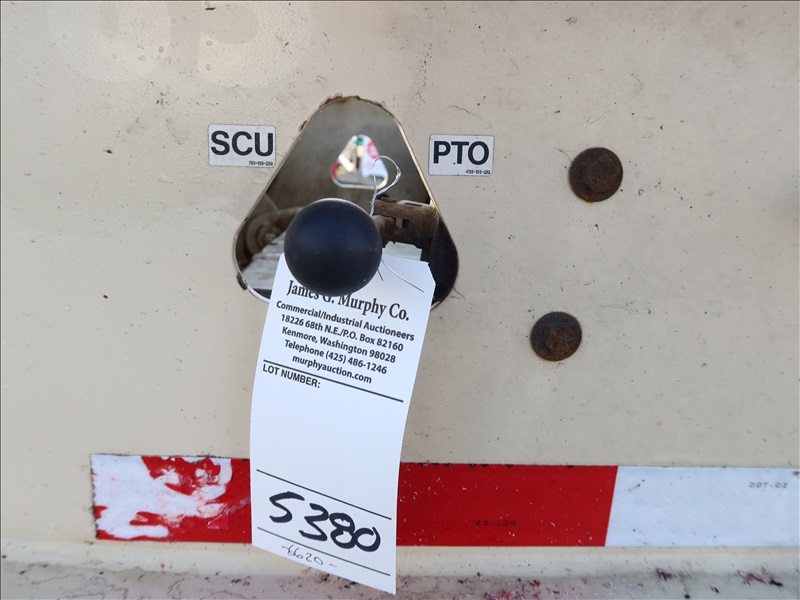 SCU
PTO
James G. Murphy Co.
Commercial/Industrial Auctioneers
18226 68th N.E./P.O. Box 82160
Kenmore, Washington 98028
Telephone (425) 486-1246
murphyauction.com
LOT NUMBER:
5380
-6620-